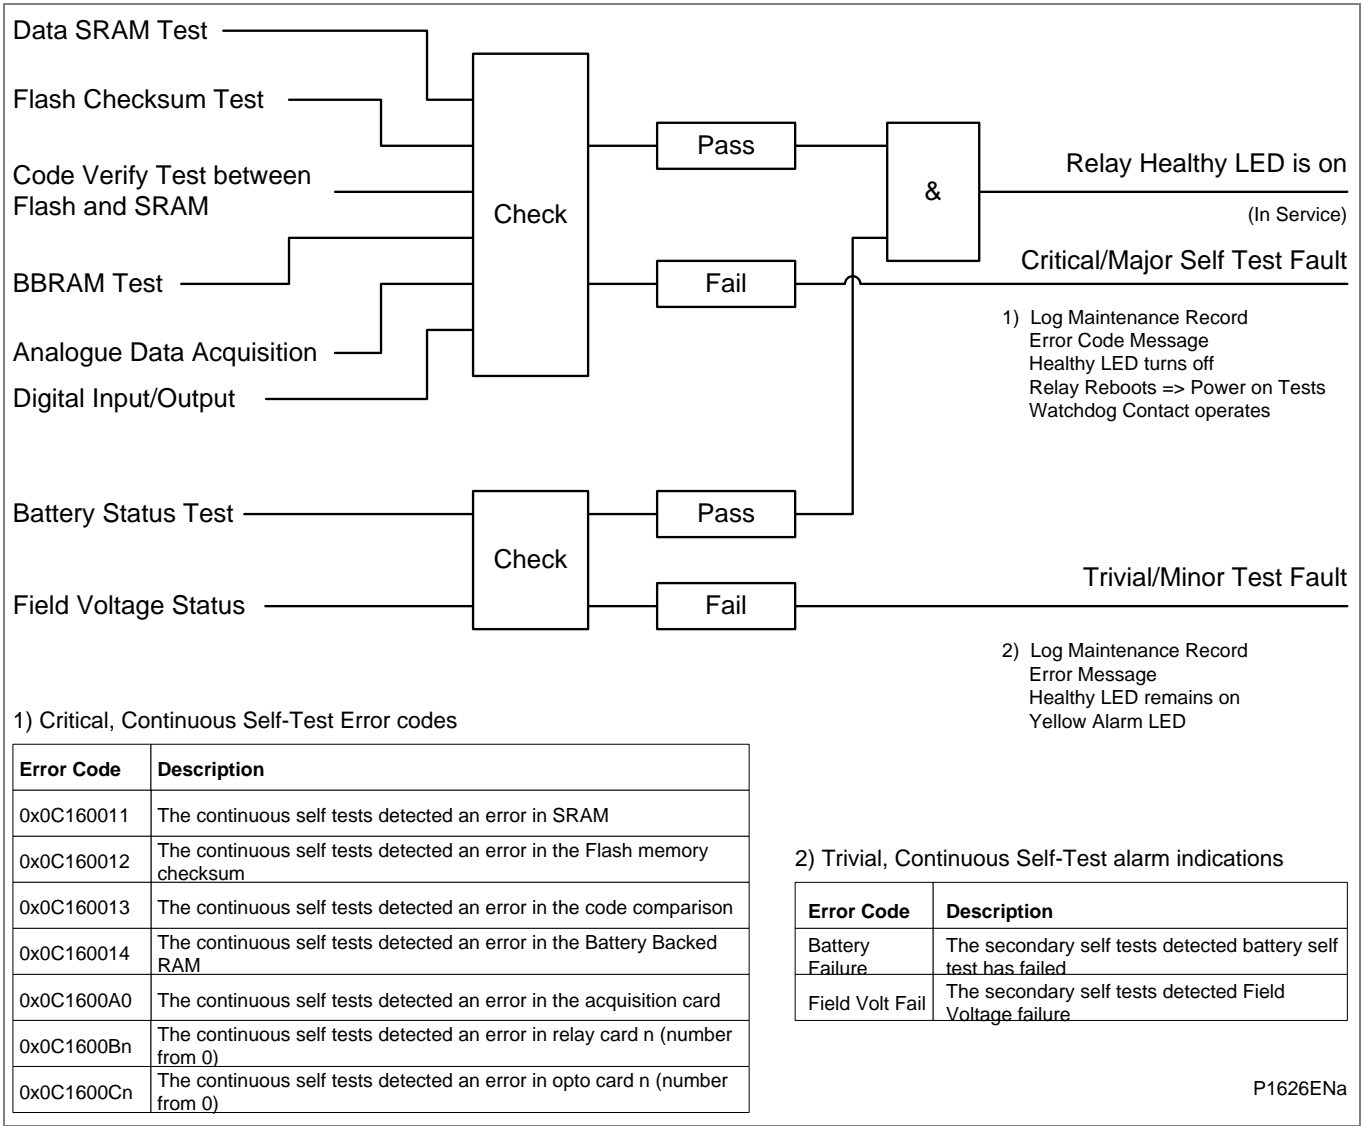 Data SRAM Test
Flash Checksum Test
Code Verify Test between
Flash and SRAM
BBRAM Test
Analogue Data Acquisition
Digital Input/Output
Check
Pass
Fail
&
Relay Healthy LED is on
(In Service)
Critical/Major Self Test Fault
1) Log Maintenance Record
Error Code Message
Healthy LED turns off
Relay Reboots => Power on Tests
Watchdog Contact operates
Battery Status Test
Field Voltage Status
Check
Pass
Fail
Trivial/Minor Test Fault
2) Log Maintenance Record
Error Message
Healthy LED remains on
Yellow Alarm LED
1) Critical, Continuous Self-Test Error codes
Error Code Description
0x0C160011 The continuous self tests detected an error in SRAM
0x0C160012 The continuous self tests detected an error in the Flash memory
checksum
0x0C160013 The continuous self tests detected an error in the code comparison
0x0C160014 The continuous self tests detected an error in the Battery Backed
RAM
0x0C1600A0 The continuous self tests detected an error in the acquisition card
0x0C1600Bn The continuous self tests detected an error in relay card n (number
from 0)
0x0C1600Cn The continuous self tests detected an error in opto card n (number
from 0)
2) Trivial, Continuous Self-Test alarm indications
Error Code Description
Battery
Failure
The secondary self tests detected battery self
test has failed
Field Volt Fail
The secondary self tests detected Field
Voltage failure
P1626ENa